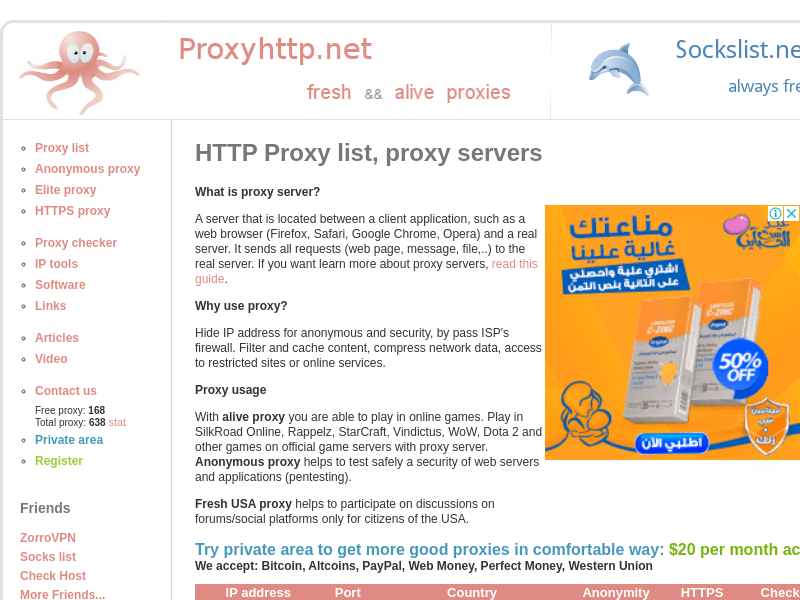 Proxyhttp.net
fresh && alive proxies
Sockslist.ne
always fre
Proxy list
Anonymous proxy
Elite proxy
HTTPS proxy
Proxy checker
IP tools
Software
Links
Articles
Video
Contact us
Free proxy: 168
Total proxy: 638 stat
Private area
Register
Friends
ZorroVPN
Socks list
Check Host
More Friends...
HTTP Proxy list, proxy servers
What is proxy server?
A server that is located between a client application, such as a
web browser (Firefox, Safari, Google Chrome, Opera) and a real
server. It sends all requests (web page, message, file,..) to the
real server. If you want learn more about proxy servers, read this
guide.
Why use proxy?
Hide IP address for anonymous and security, by pass ISP's
firewall. Filter and cache content, compress network data, access
to restricted sites or online services.
Proxy usage
With alive proxy you are able to play in online games. Play in
SilkRoad Online, Rappelz, StarCraft, Vindictus, WoW, Dota 2 and
other games on official game servers with proxy server.
Anonymous proxy helps to test safely a security of web servers
and applications (pentesting).
Fresh USA proxy helps to participate on discussions on
forums/social platforms only for citizens of the USA.
مناعتك
غالية علينا
اشتري علبة واحصلي
على الثانية بنص الثمن
C-ZINC
C-ZINC
50%
OFF
اطلبي الآن
Try private area to get more good proxies in comfortable way: $20 per month ac
We accept: Bitcoin, Altcoins, PayPal, Web Money, Perfect Money, Western Union
IP address Port Country Anonymity HTTPS Check